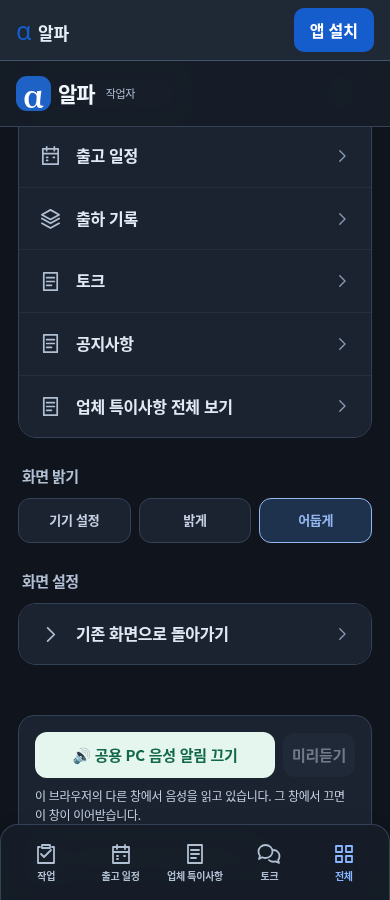 α 알파
앱 설치
α 알파 작업자
출고 일정
출하 기록
토크
공지사항
업체 특이사항 전체 보기
화면 밝기
기기 설정
밝게
어둡게
화면 설정
기존 화면으로 돌아가기
🔊 공용 PC 음성 알림 끄기
미리듣기
이 브라우저의 다른 창에서 음성을 읽고 있습니다. 그 창에서 끄면
이 창이 이어받습니다.
작업
출고 일정
업체 특이사항
토크
전체